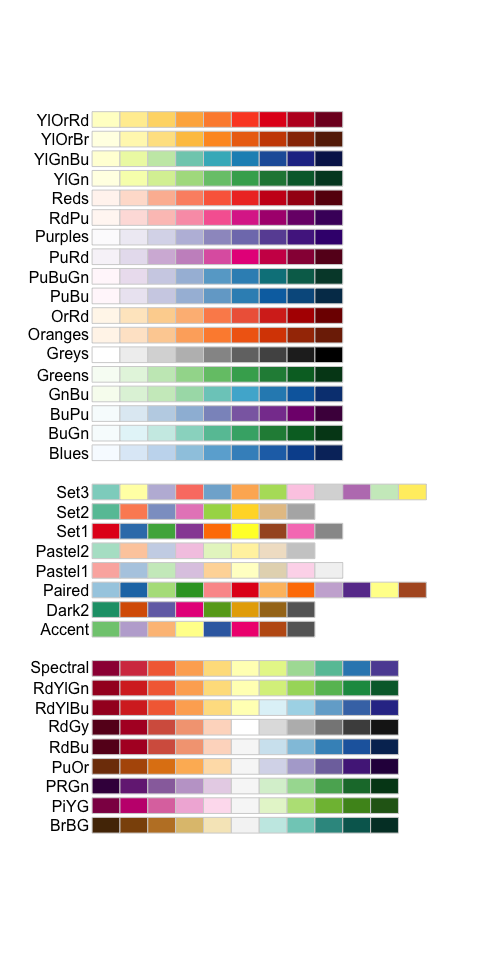 YlOrRd
YlOrBr
YlGnBu
YlGn
Reds
RdPu
Purples
PuRd
PuBuGn
PuBu
OrRd
Oranges
Greys
Greens
GnBu
BuPu
BuGn
Blues
Set3
Set2
Set1
Pastel2
Pastel1
Paired
Dark2
Accent
Spectral
RdYlGn
RdYlBu
RdGy
RdBu
PuOr
PRGn
PiYG
BrBG